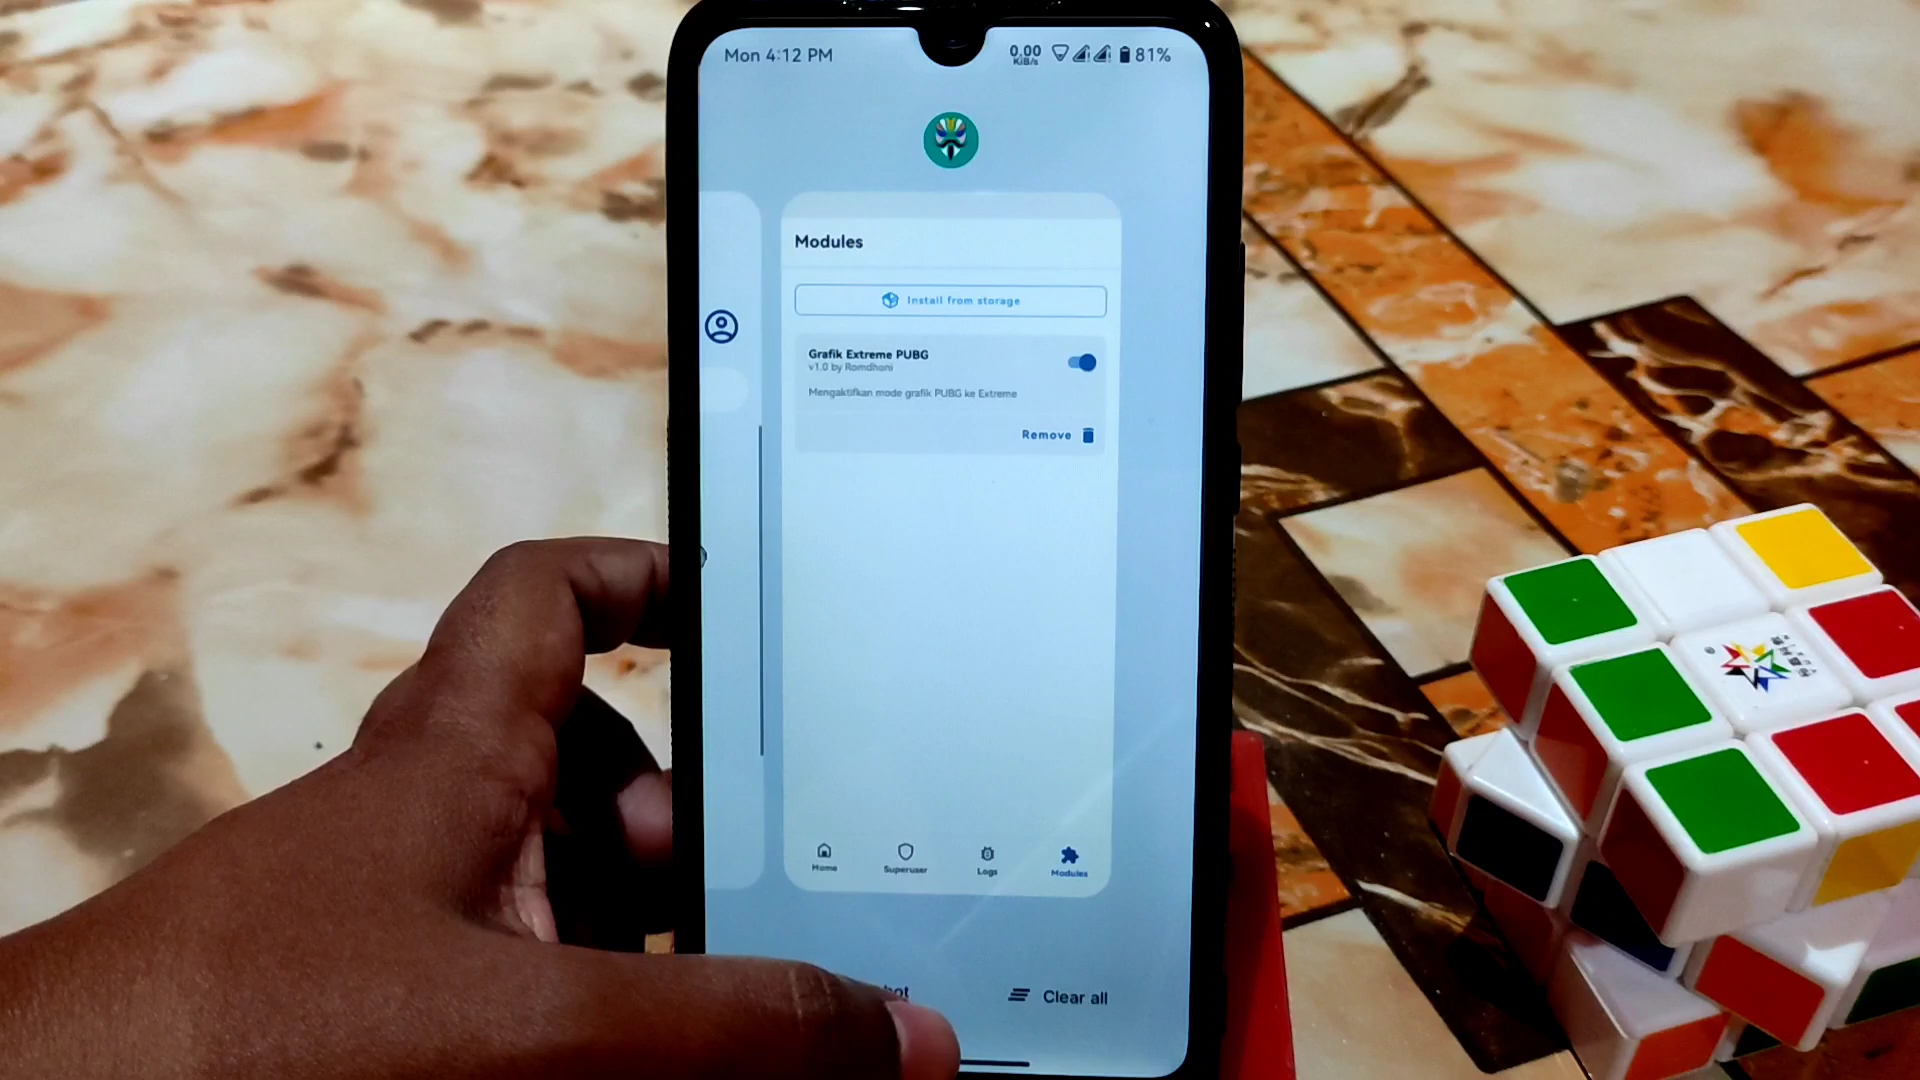 Mon 4:12 PM
0.00
KiB/s
81%
Modules
Install from storage
Grafik Extreme PUBG
v1.0 by Romdhoni
Mengaktifkan mode grafik PUBG ke Extreme
Remove
Home
Superuser
Logs
Modules
Clear all